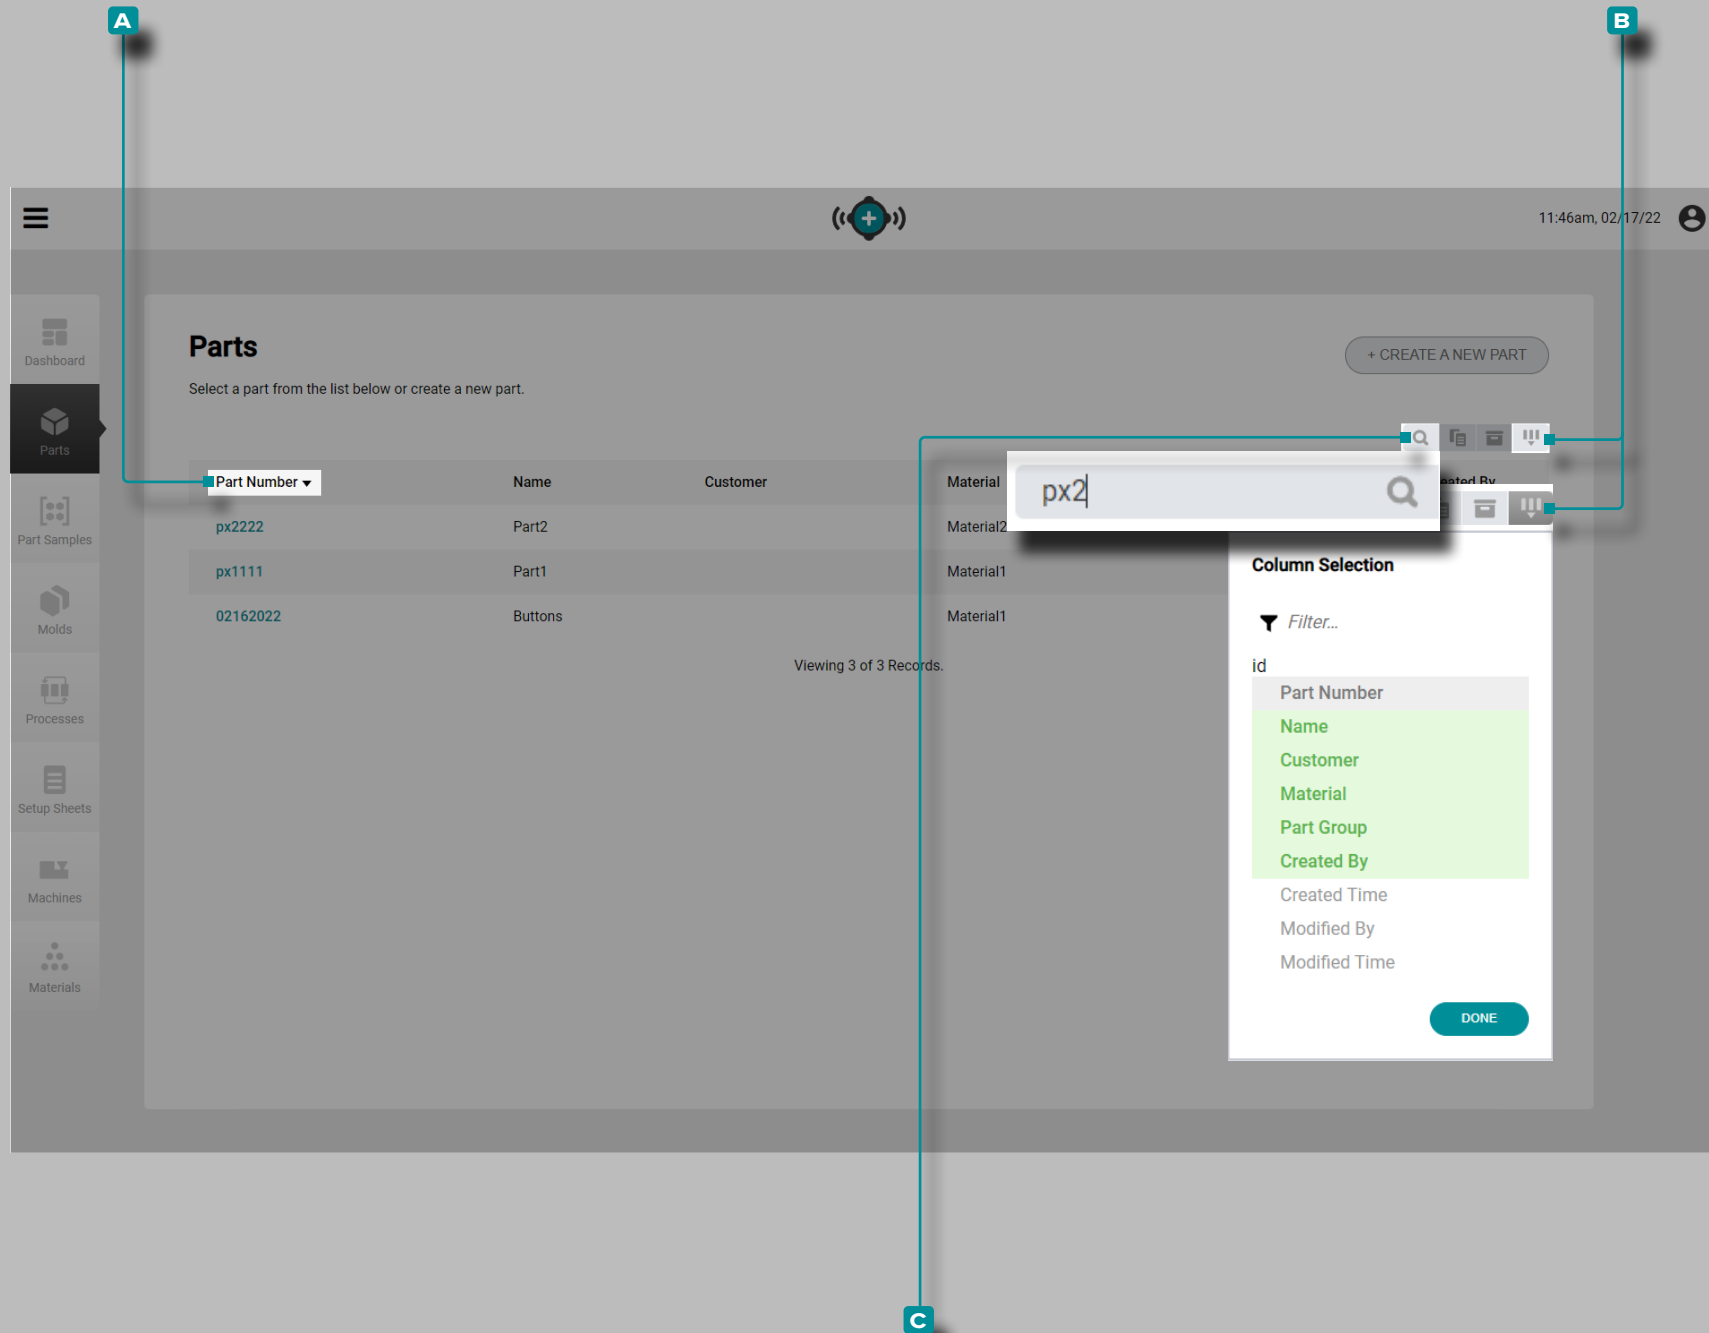 A
B
11:46am, 02/17/22
Dashboard
Parts
Part Samples
Molds
Processes
Setup Sheets
Machines
Materials
Parts
+ CREATE A NEW PART
Select a part from the list below or create a new part.
Part Number Name Customer Material
px2
px2222 Part2 Material2
px1111 Part1 Material1
02162022 Buttons Material1
Viewing 3 of 3 Records.
Column Selection
Filter...
id
Part Number
Name
Customer
Material
Part Group
Created By
Created Time
Modified By
Modified Time
DONE
C